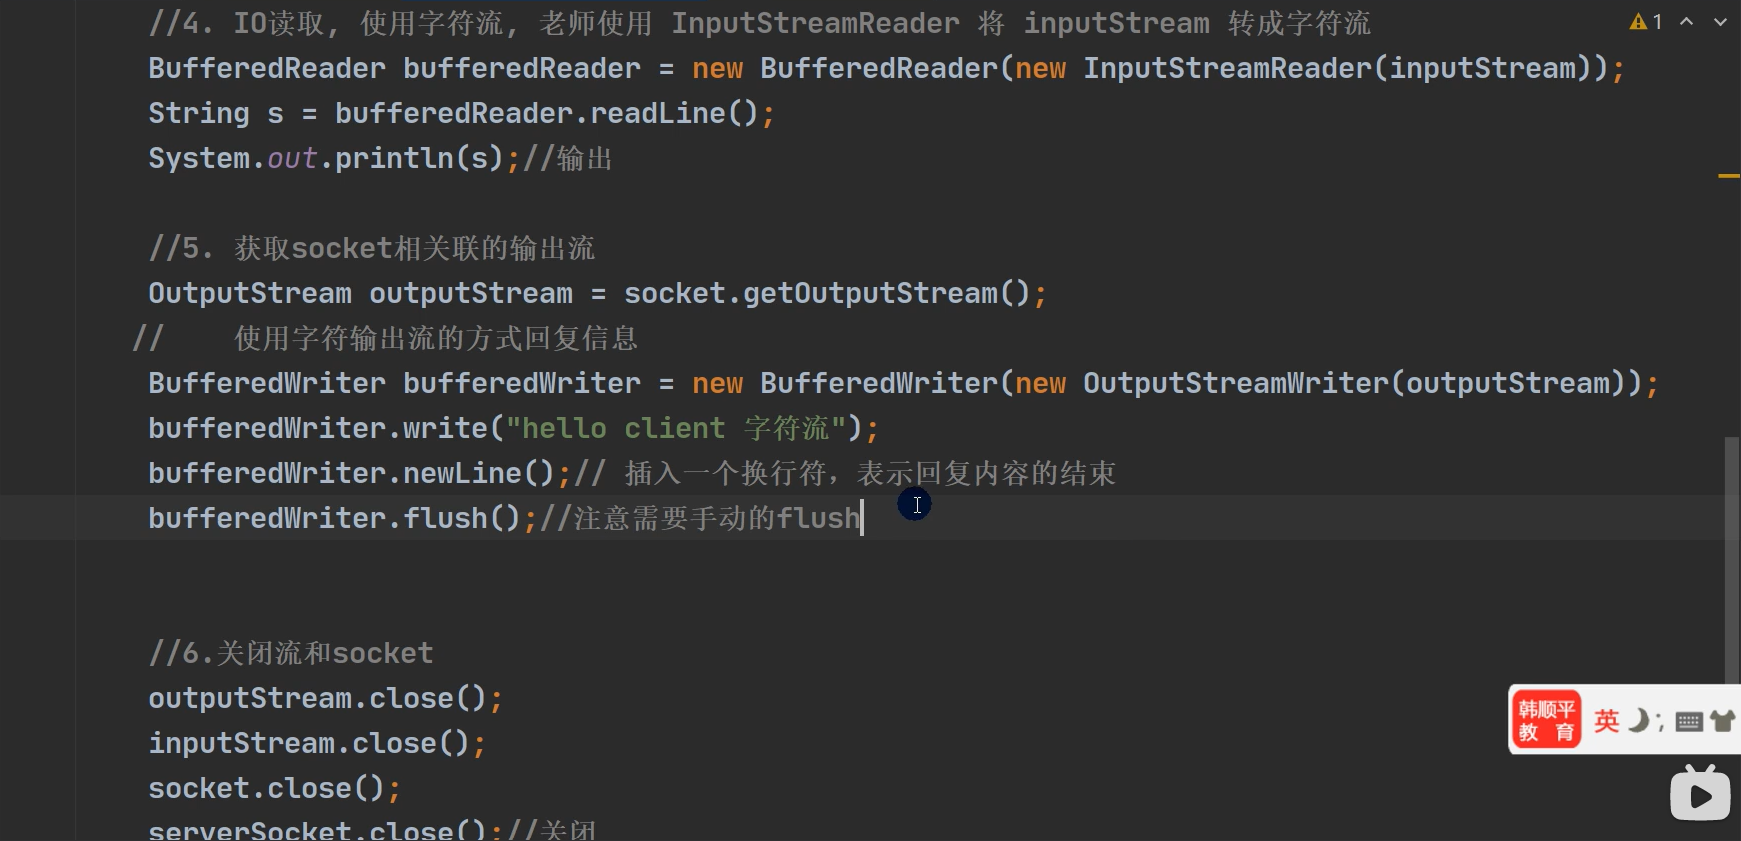 //4. IO读取, 使用字符流, 老师使用 InputStreamReader 将 inputStream 转成字符流
1
BufferedReader bufferedReader = new BufferedReader(new InputStreamReader(inputStream));
String s = bufferedReader.readLine();
System.out.println(s);//输出
//5. 获取socket相关联的输出流
OutputStream outputStream = socket.getOutputStream();
//    使用字符输出流的方式回复信息
BufferedWriter bufferedWriter = new BufferedWriter(new OutputStreamWriter(outputStream));
bufferedWriter.write("hello client 字符流");
bufferedWriter.newLine();// 插入一个换行符，表示回复内容的结束
bufferedWriter.flush();//注意需要手动的flush
//6.关闭流和socket
outputStream.close();
inputStream.close();
socket.close();
serverSocket.close();//关闭
韩顺平
教 育
英